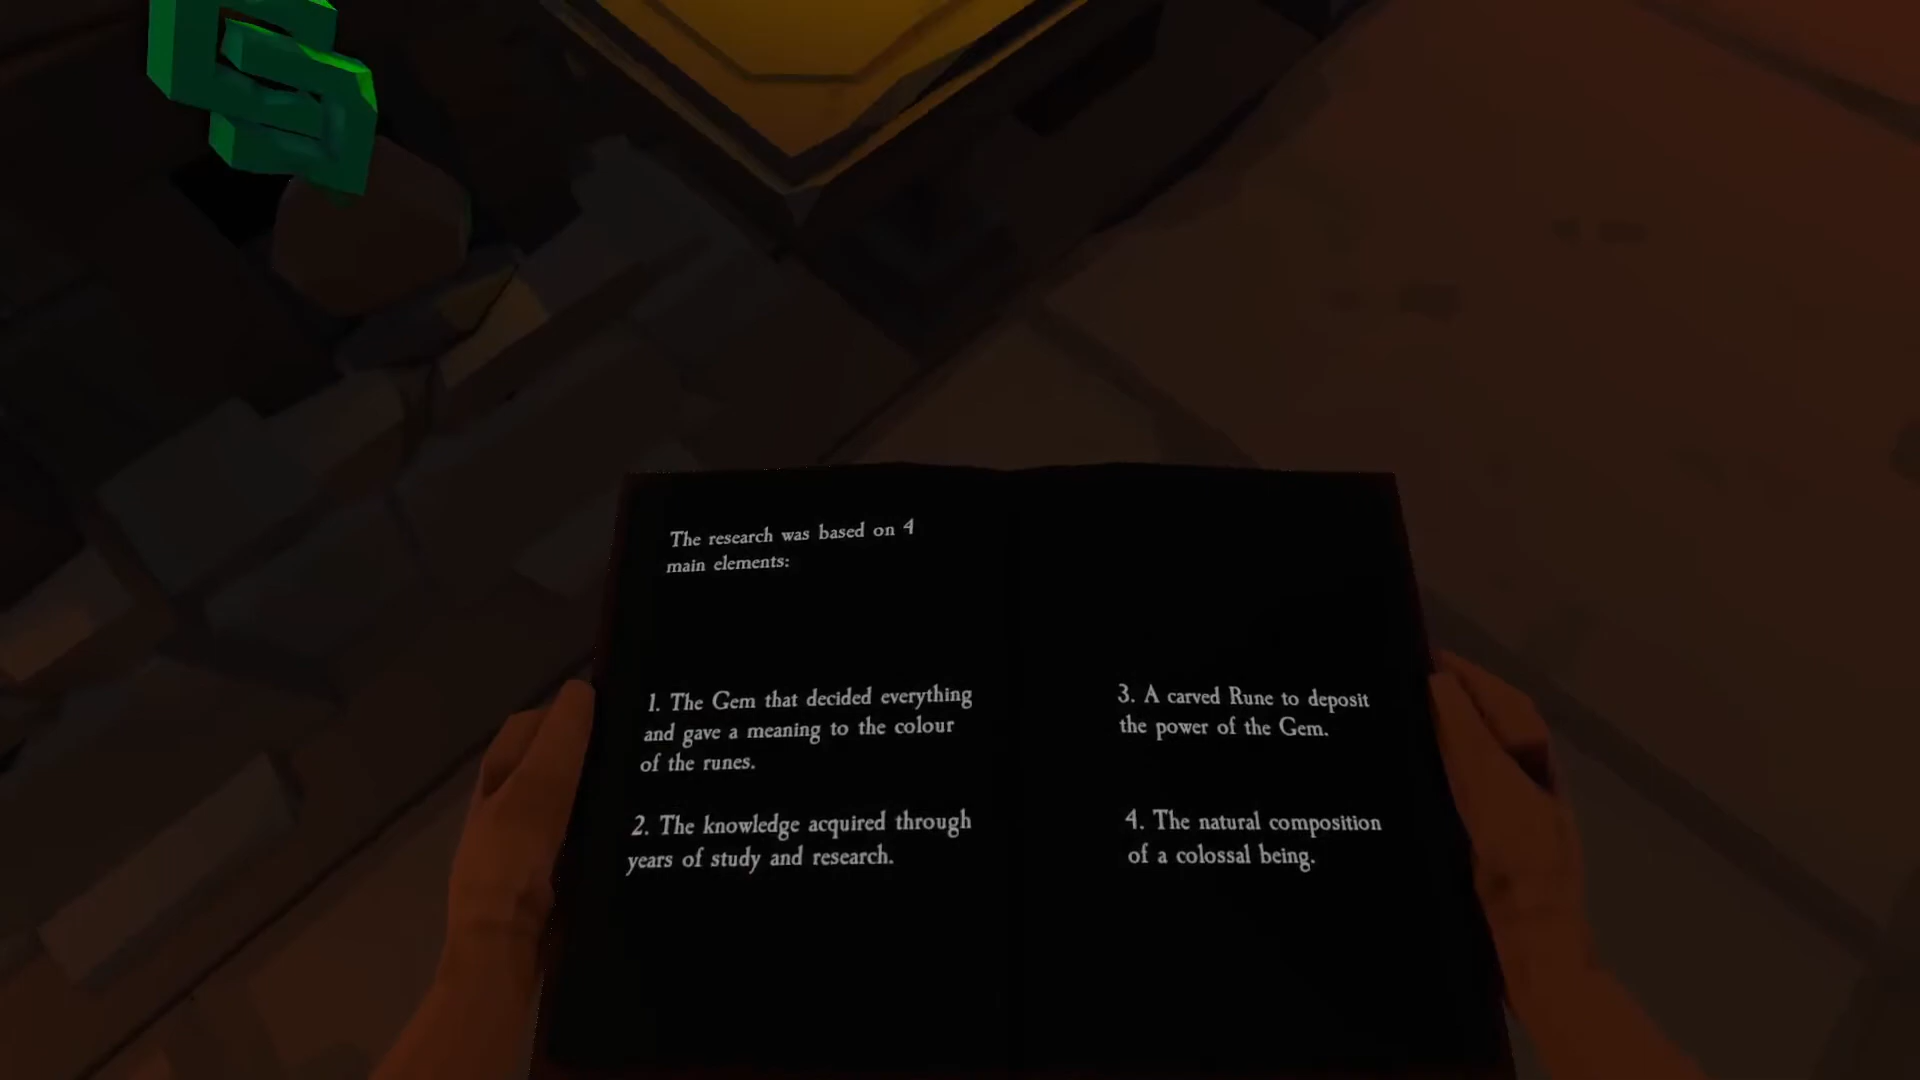 The research was based on 4
main elements:
1. The Gem that decided everything
and gave a meaning to the colour
of the runes.
2. The knowledge acquired through
years of study and research.
3. A carved Rune to deposit
the power of the Gem.
4. The natural composition
of a colossal being.